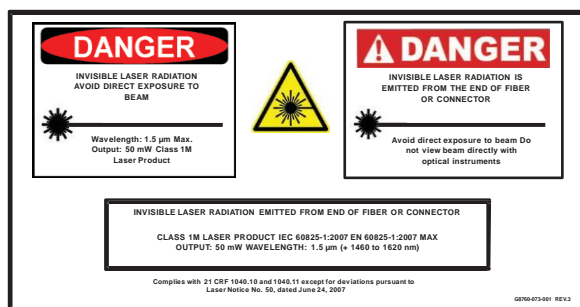 DANGER
INVISIBLE LASER RADIATION
AVOID DIRECT EXPOSURE TO
BEAM
Wavelength: 1.5 µm Max.
Output: 50 mW Class 1M
Laser Product
DANGER
INVISIBLE LASER RADIATION IS
EMITTED FROM THE END OF FIBER
OR CONNECTOR
Avoid direct exposure to beam Do
not view beam directly with
optical instruments
INVISIBLE LASER RADIATION EMITTED FROM END OF FIBER OR CONNECTOR
CLASS 1M LASER PRODUCT IEC 60825-1:2007 EN 60825-1:2007 MAX
OUTPUT: 50 mW WAVELENGTH: 1.5 µm (+ 1460 to 1620 nm)
Complies with 21 CRF 1040.10 and 1040.11 except for deviations pursuant to
Laser Notice No. 50, dated June 24, 2007
G8760-073-001 REV.3